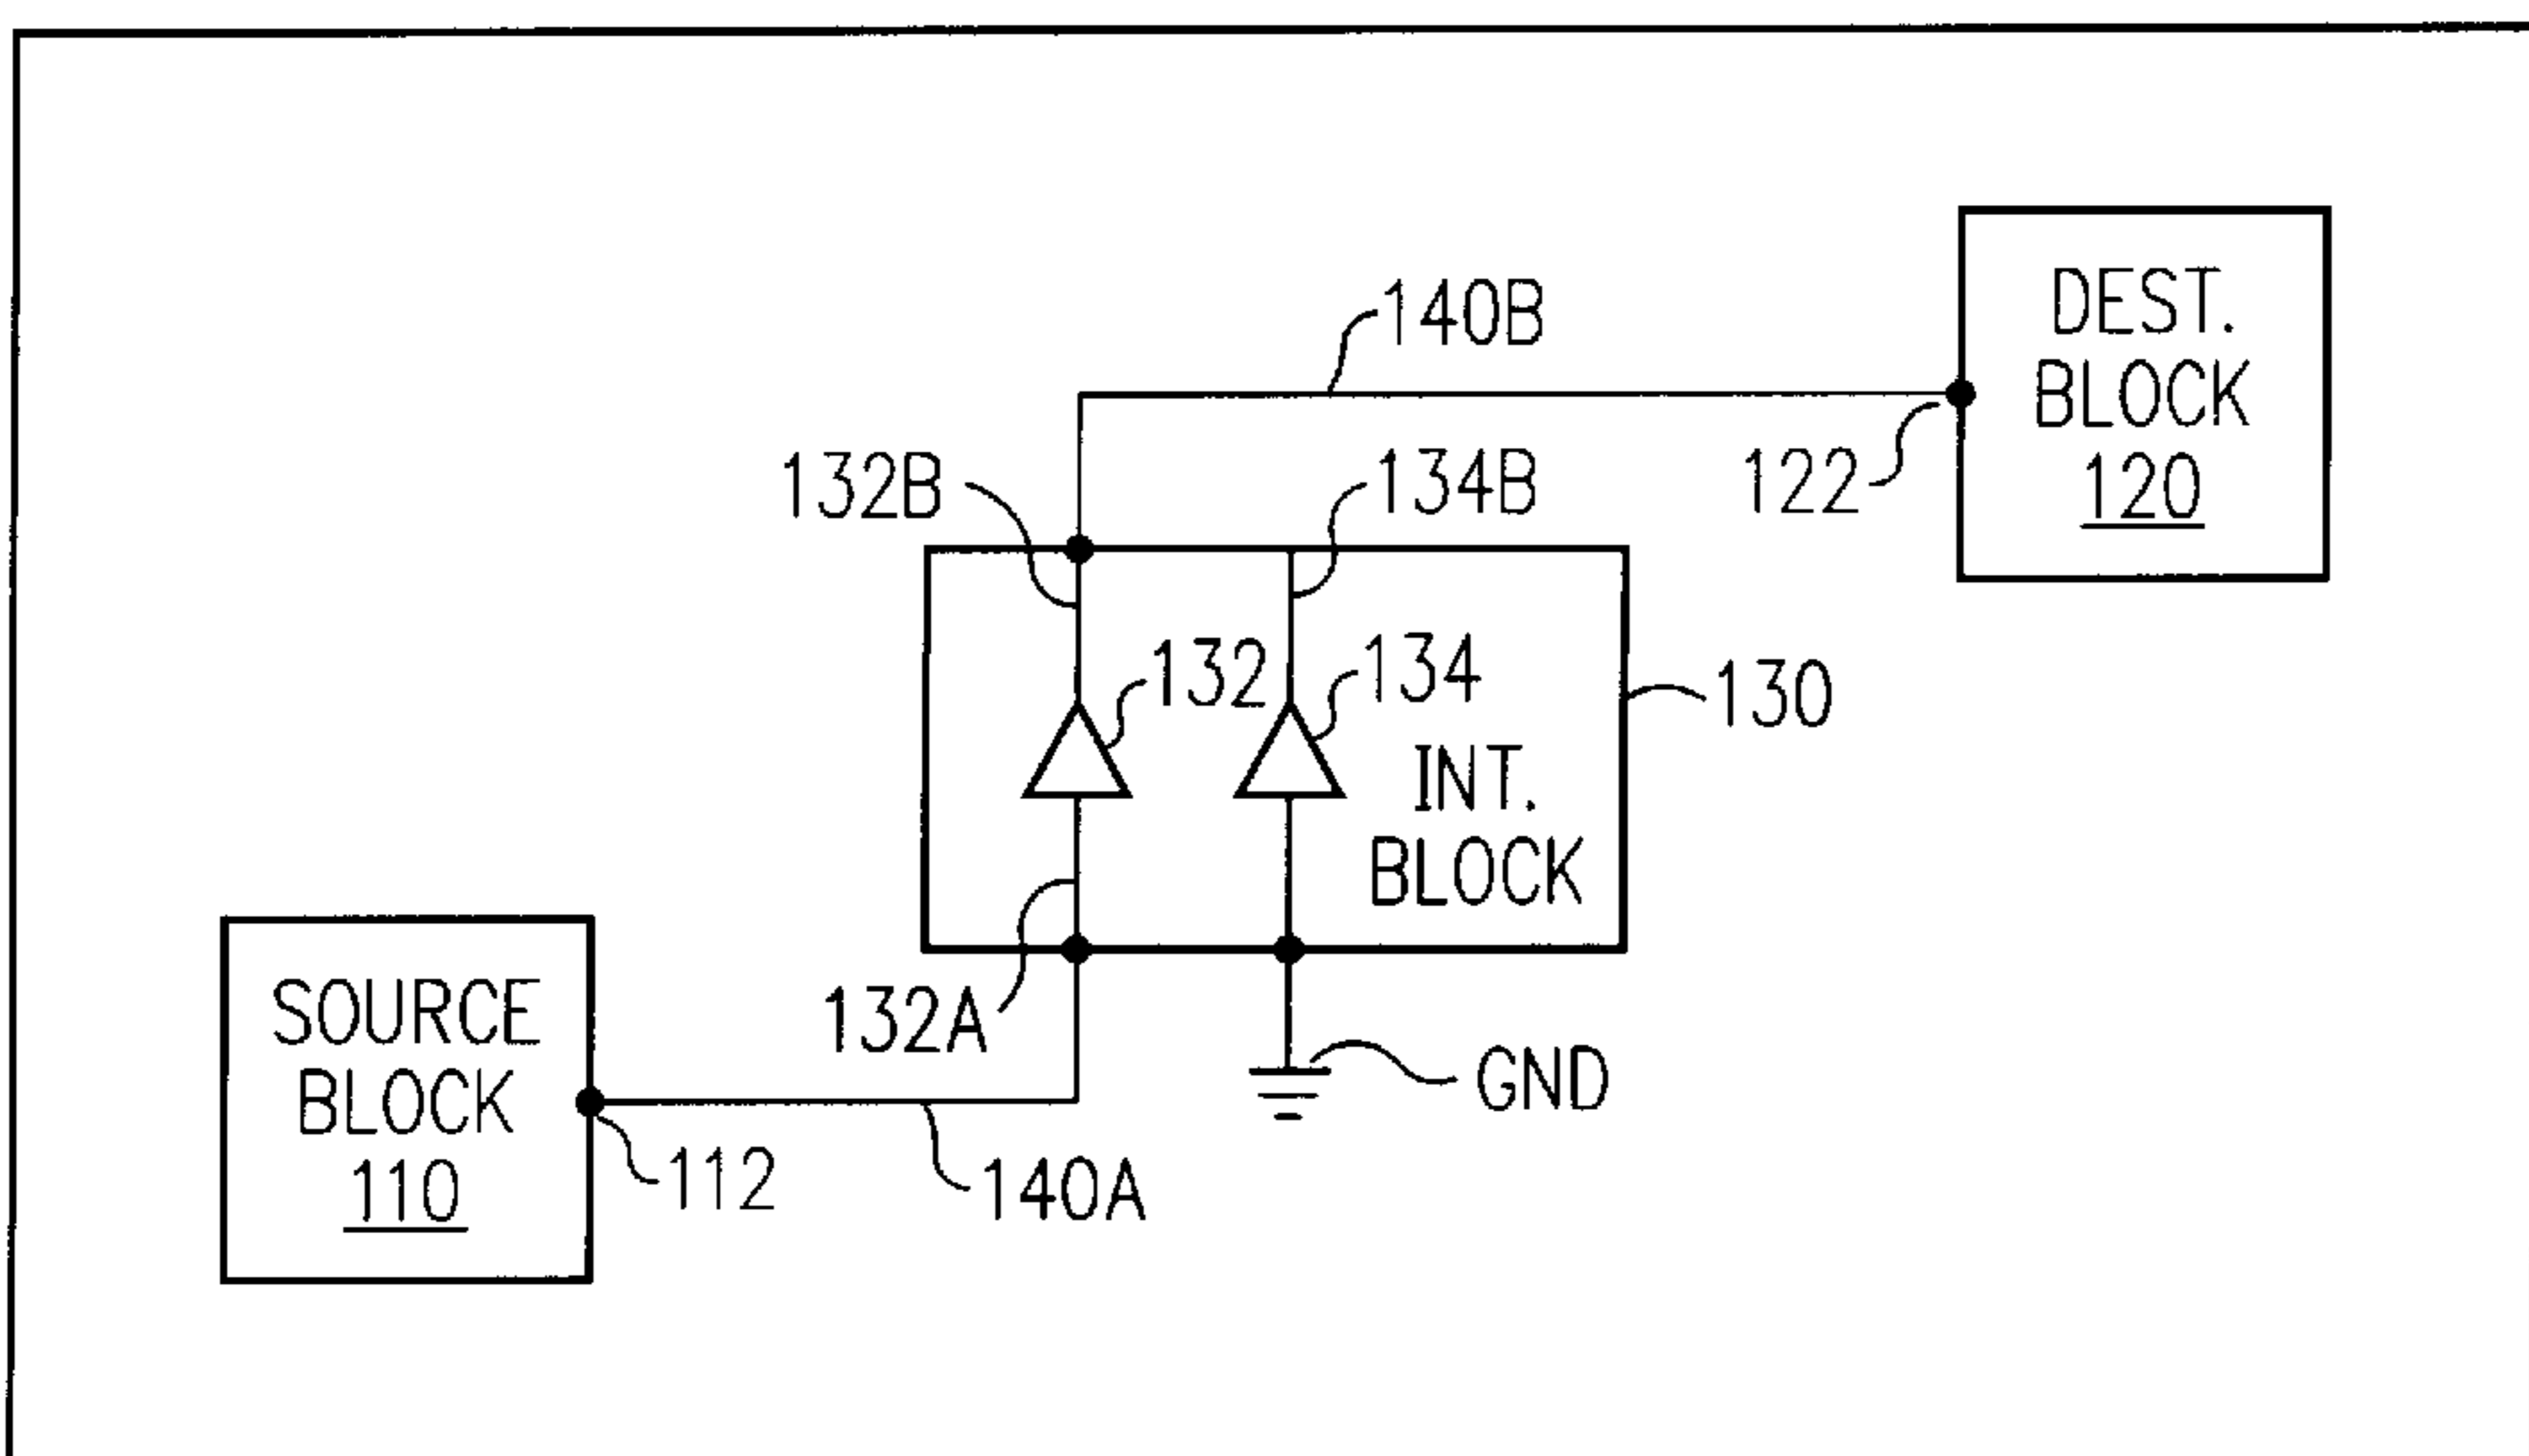 140B
DEST.
BLOCK
120
122
132B
134B
132
134
130
INT.
BLOCK
132A
SOURCE
BLOCK
110
112
140A
GND